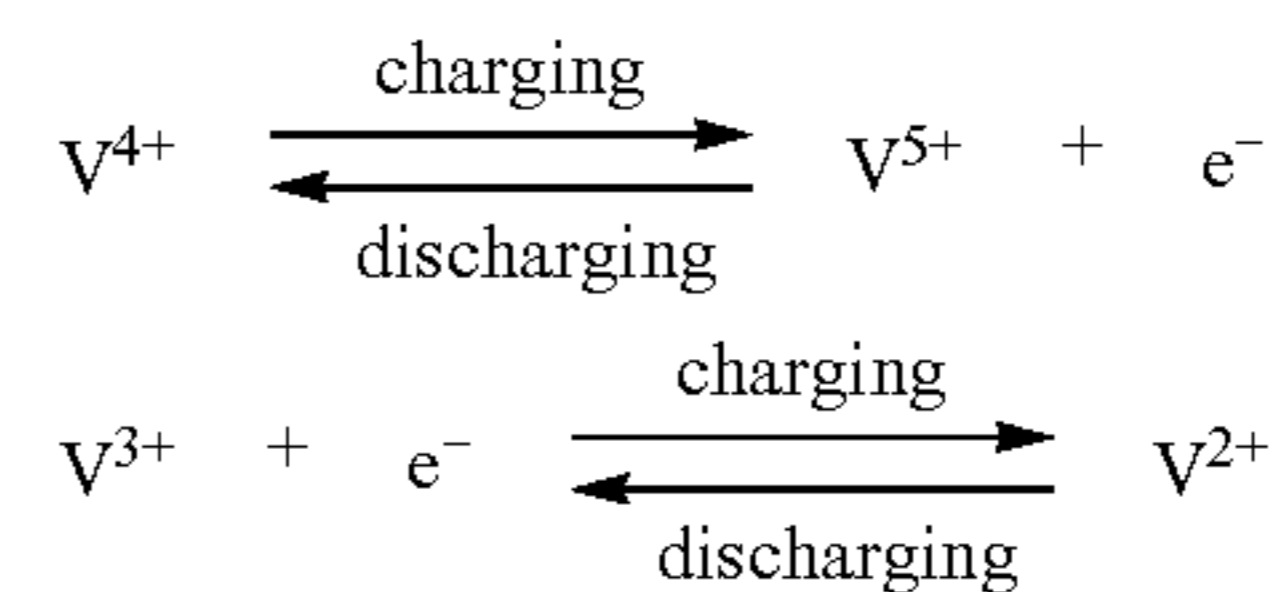 charging
V⁴⁺ V⁵⁺ + e⁻
discharging
charging
V³⁺ + e⁻ V²⁺
discharging